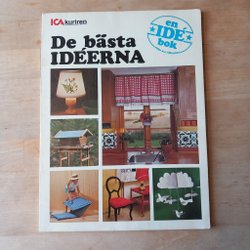 ICA kuriren
De bästa
IDÉERNA
en
IDÉ
bok